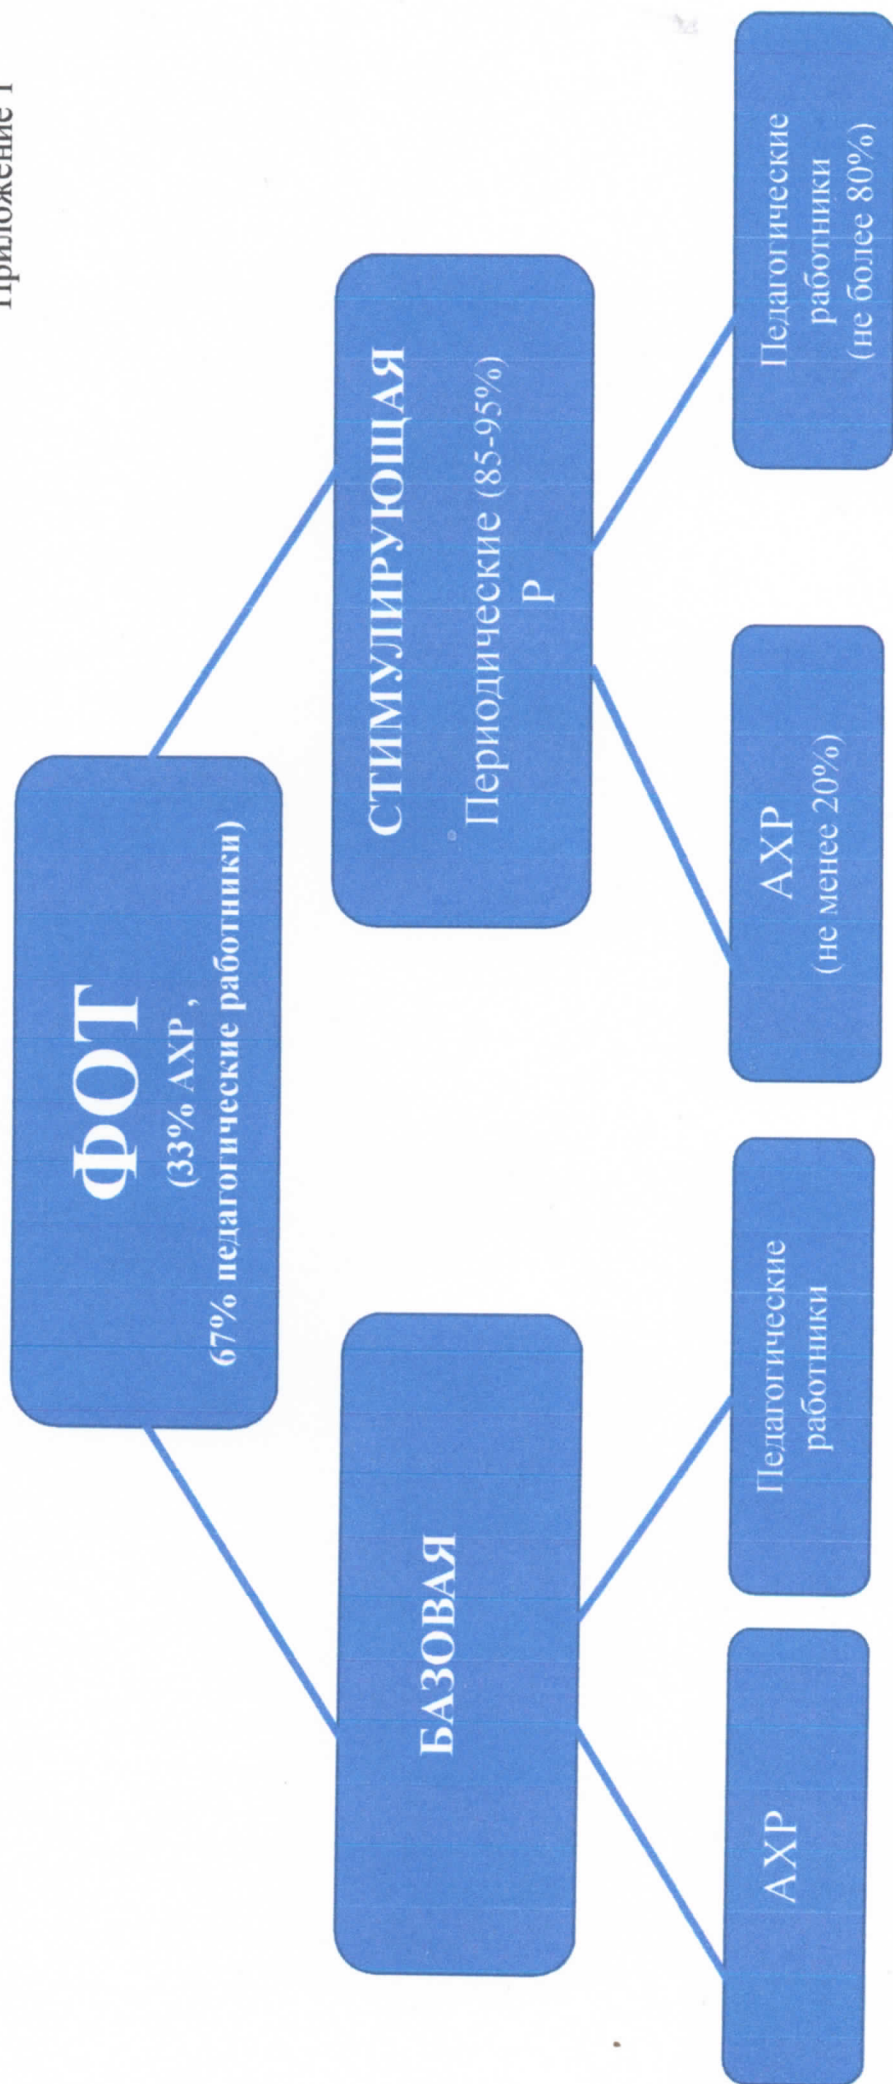 Приложение 1
ФОТ
(33% АХР ,
67% педагогические работники)
БАЗОВАЯ
СТИМУЛИРУЮЩАЯ
Периодические (85-95%)
Р
АХР
Педагогические
работники
АХР
(не менее 20%)
Педагогические
работники
(не более 80%)